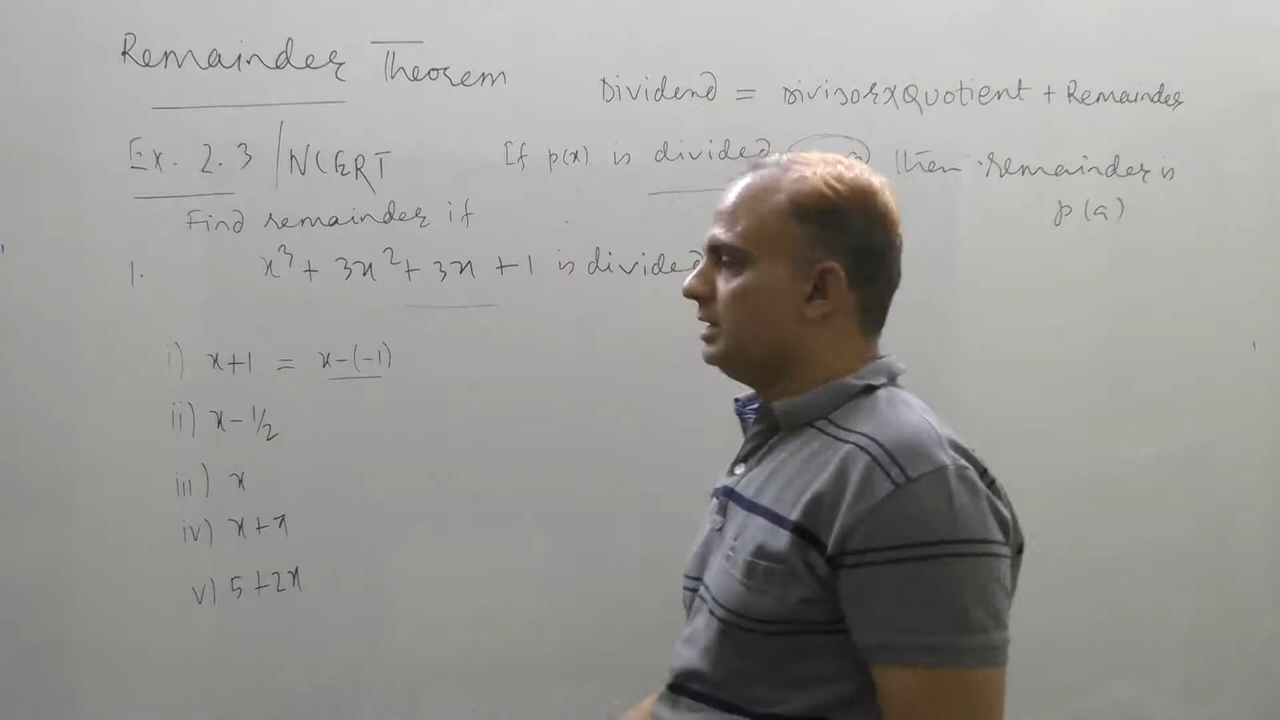 Remainder Theorem
Dividend = Divisor x Quotient + Remainder
Ex. 2.3 / NCERT
If p(x) is divided then remainder is
p(a)
Find remainder if
1. x³ + 3x² + 3x + 1 is divided
i) x+1 = x-(-1)
ii) x - 1/2
iii) x
iv) x + π
v) 5 + 2x